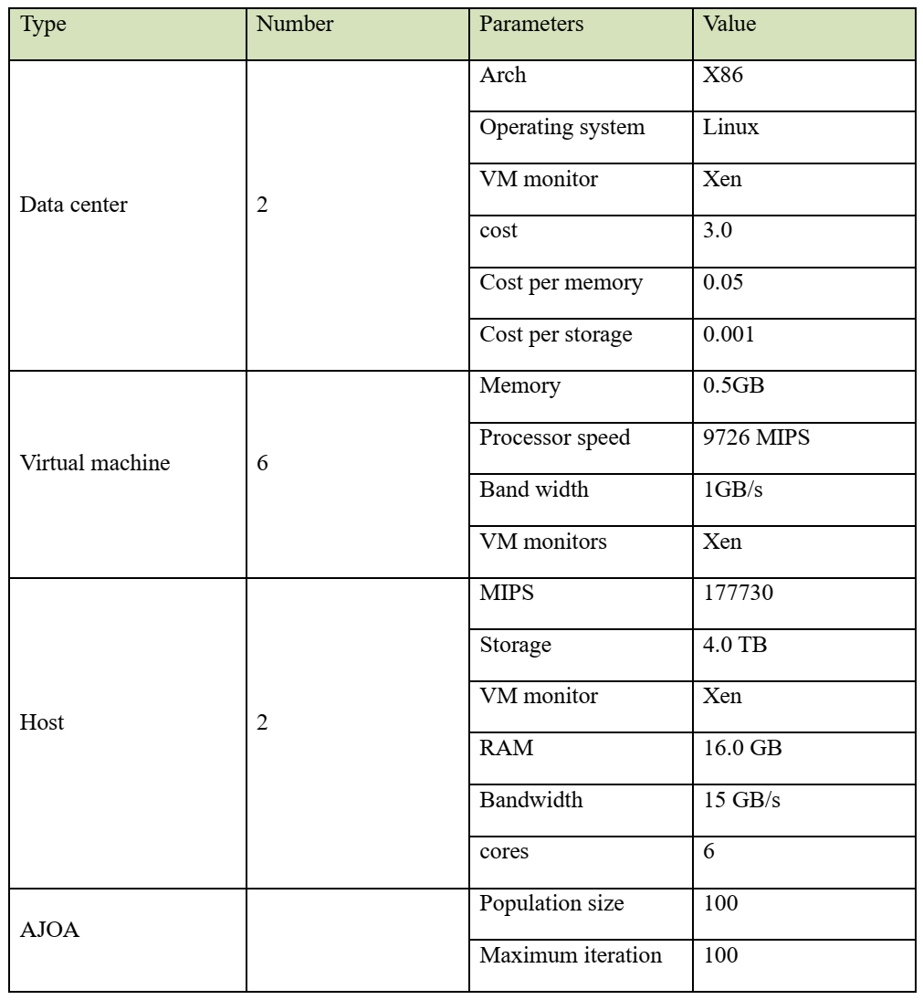 Type Number Parameters Value
Arch X86
Operating system Linux
VM monitor Xen
Data center 2
cost 3.0
Cost per memory 0.05
Cost per storage 0.001
Memory 0.5GB
Processor speed 9726 MIPS
Virtual machine 6
Band width 1GB/s
VM monitors Xen
MIPS 177730
Storage 4.0 TB
VM monitor Xen
Host 2
RAM 16.0 GB
Bandwidth 15 GB/s
cores 6
Population size 100
AJOA
Maximum iteration 100